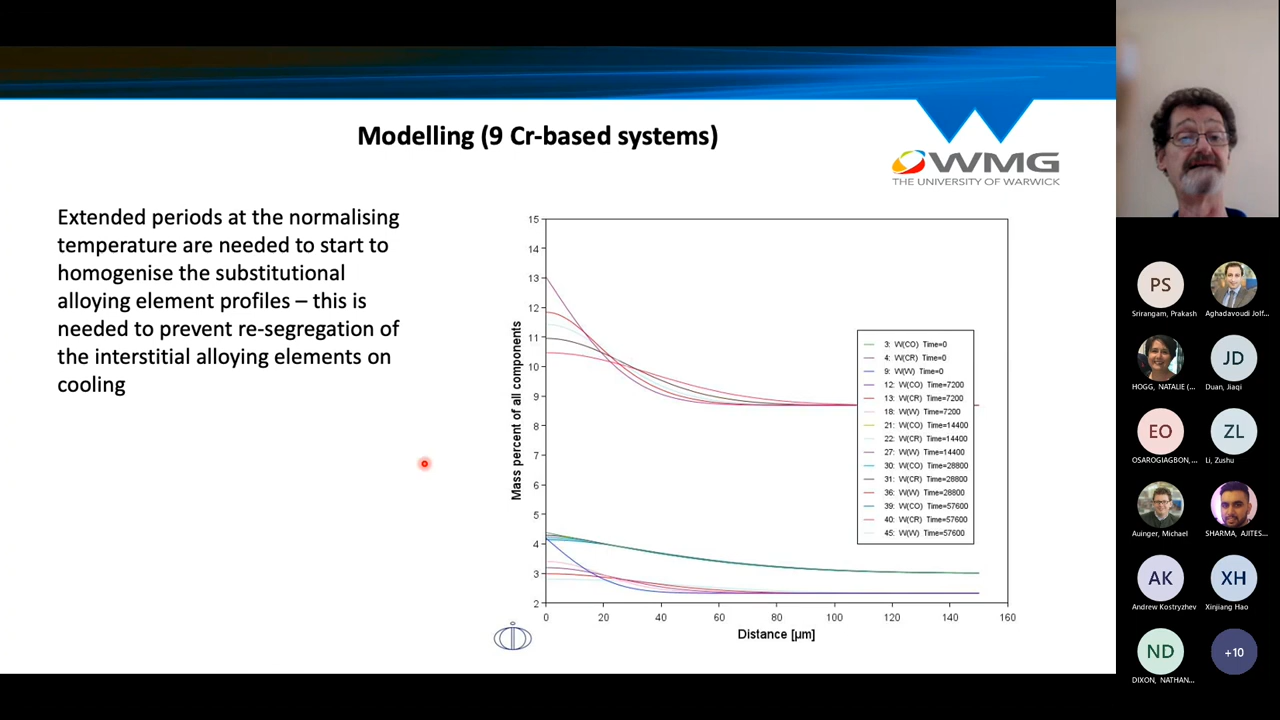 Modelling (9 Cr-based systems)
WMG
THE UNIVERSITY OF WARWICK
Extended periods at the normalising
temperature are needed to start to
homogenise the substitutional
alloying element profiles – this is
needed to prevent re-segregation of
the interstitial alloying elements on
cooling
Mass percent of all components
15
14
13
12
11
10
9
8
7
6
5
4
3
2
0
20
40
60
80
100
120
140
160
Distance [µm]
3: W(CO) Time=0
4: W(CR) Time=0
9: W(W) Time=0
12: W(CO) Time=7200
13: W(CR) Time=7200
18: W(W) Time=7200
21: W(CO) Time=14400
22: W(CR) Time=14400
27: W(W) Time=14400
30: W(CO) Time=28800
31: W(CR) Time=28800
36: W(W) Time=28800
39: W(CO) Time=57600
40: W(CR) Time=57600
45: W(W) Time=57600
PS
Srirangam, Prakash
Aghadavoudi Jolf...
HOGG, NATALIE (...
JD
Duan, Jiaqi
EO
OSAROGIAGBON,...
ZL
Li, Zushu
Auinger, Michael
SHARMA, AJITES...
AK
Andrew Kostryzhev
XH
Xinjiang Hao
ND
DIXON, NATHAN...
+10